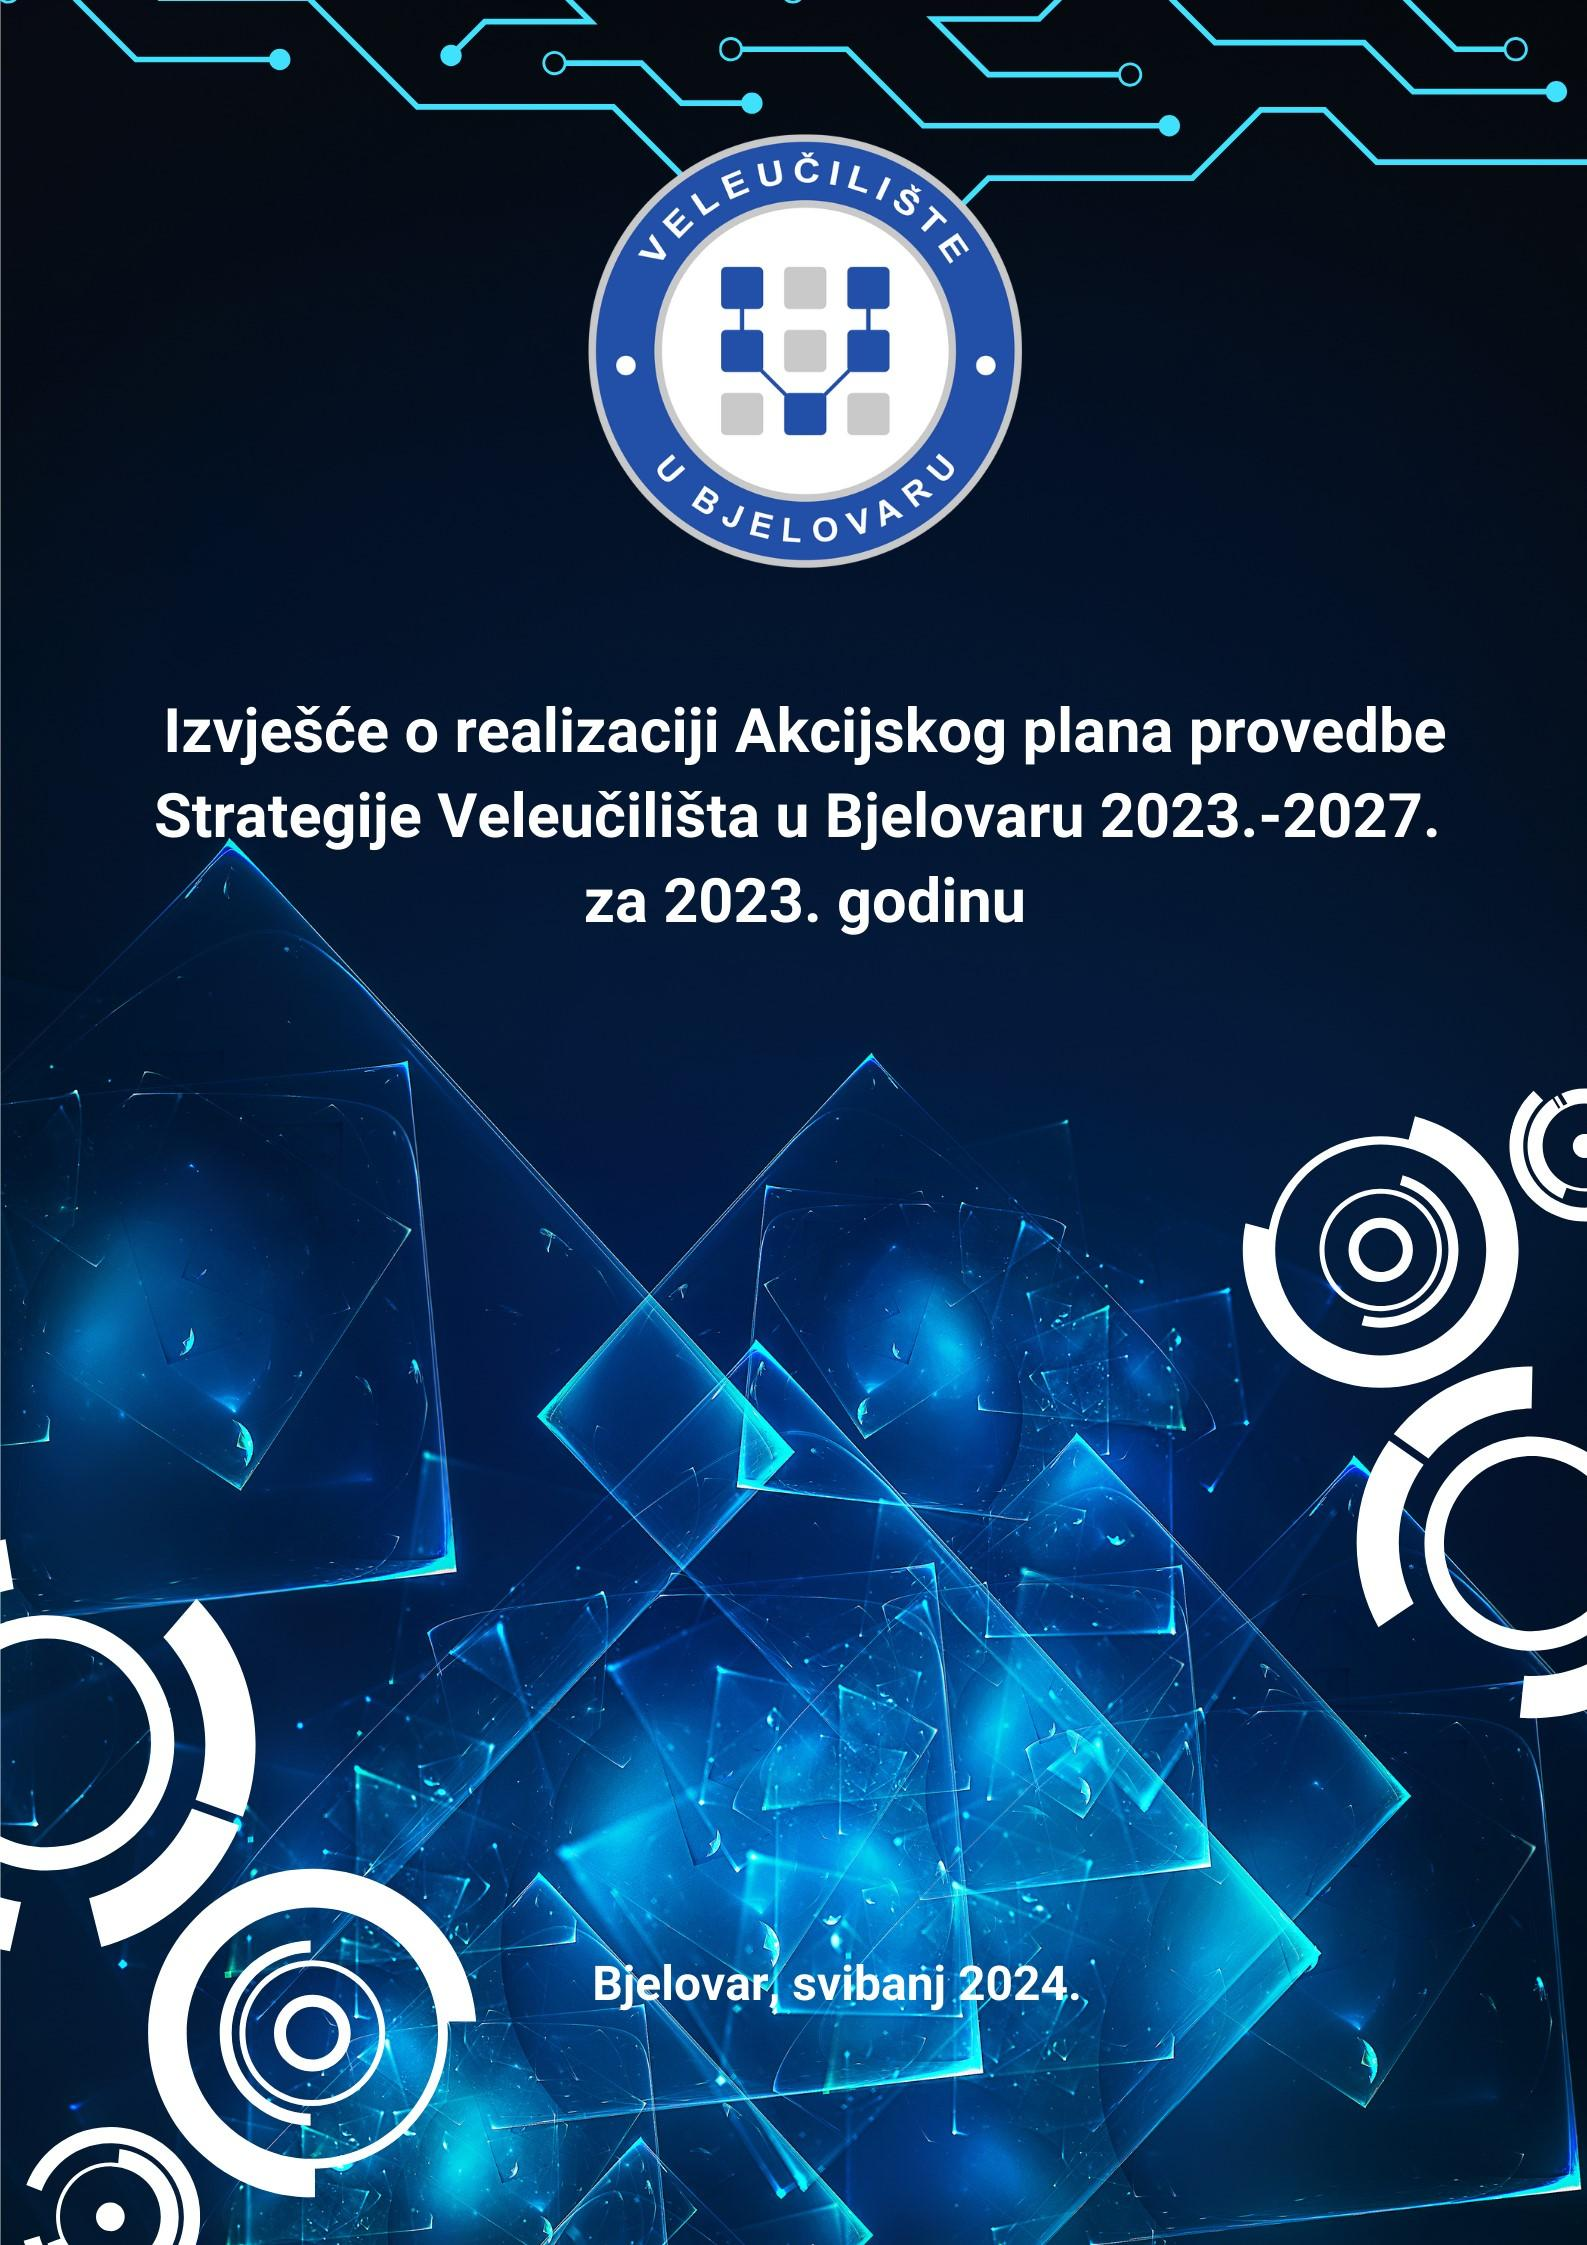 VELEUČILIŠTE
U BJELOVARU
Izvješće o realizaciji Akcijskog plana provedbe
Strategije Veleučilišta u Bjelovaru 2023.-2027.
za 2023. godinu
Bjelovar, svibanj 2024.